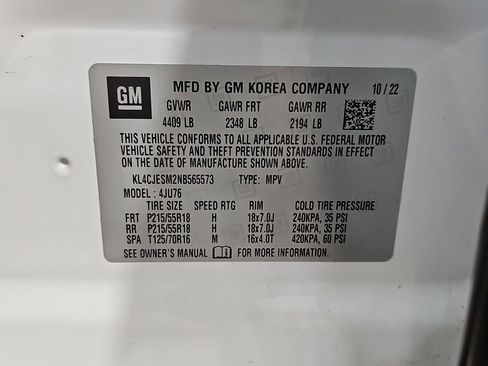 GM MFD BY GM KOREA COMPANY 10/22
GVWR GAWR FRT GAWR RR
4409 LB 2348 LB 2194 LB
THIS VEHICLE CONFORMS TO ALL APPLICABLE U.S. FEDERAL MOTOR
VEHICLE SAFETY AND THEFT PREVENTION STANDARDS IN EFFECT
ON THE DATE OF MANUFACTURE SHOWN ABOVE.
KL4CJESM2NB565573 TYPE: MPV
MODEL: 4JU76
TIRE SIZE SPEED RTG RIM COLD TIRE PRESSURE
FRT P215/55R18 H 18x7.0J 240KPA, 35 PSI
RR P215/55R18 H 18x7.0J 240KPA, 35 PSI
SPA T125/70R16 M 16x4.0T 420KPA, 60 PSI
SEE OWNER'S MANUAL FOR MORE INFORMATION.